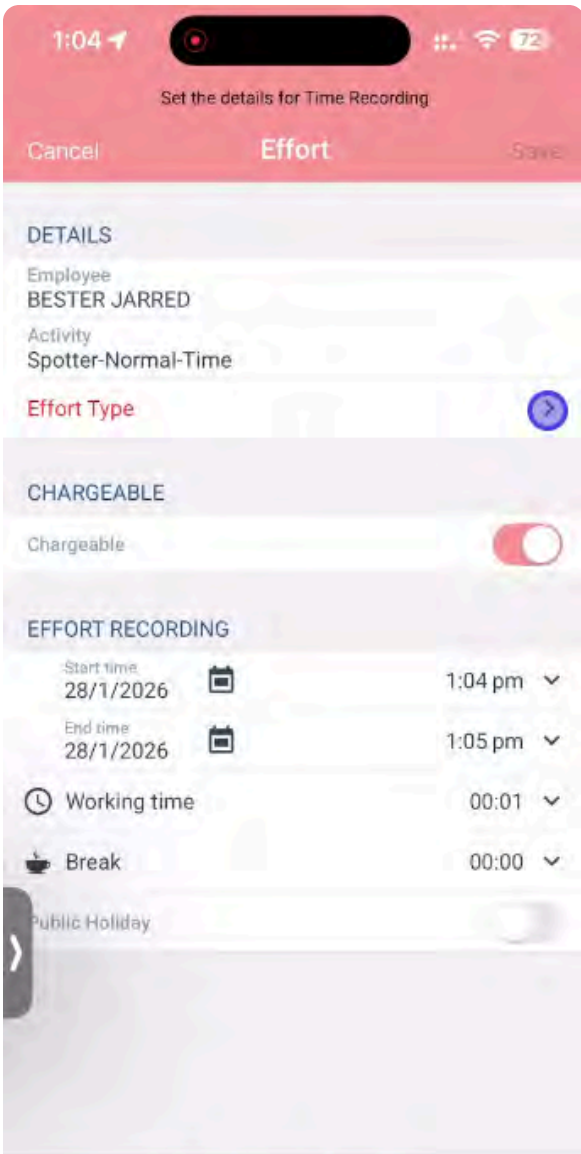 1:04
72
Set the details for Time Recording
Cancel Effort Save
DETAILS
Employee
BESTER JARRED
Activity
Spotter-Normal-Time
Effort Type
CHARGEABLE
Chargeable
EFFORT RECORDING
Start time
28/1/2026 1:04 pm
End time
28/1/2026 1:05 pm
Working time 00:01
Break 00:00
Public Holiday